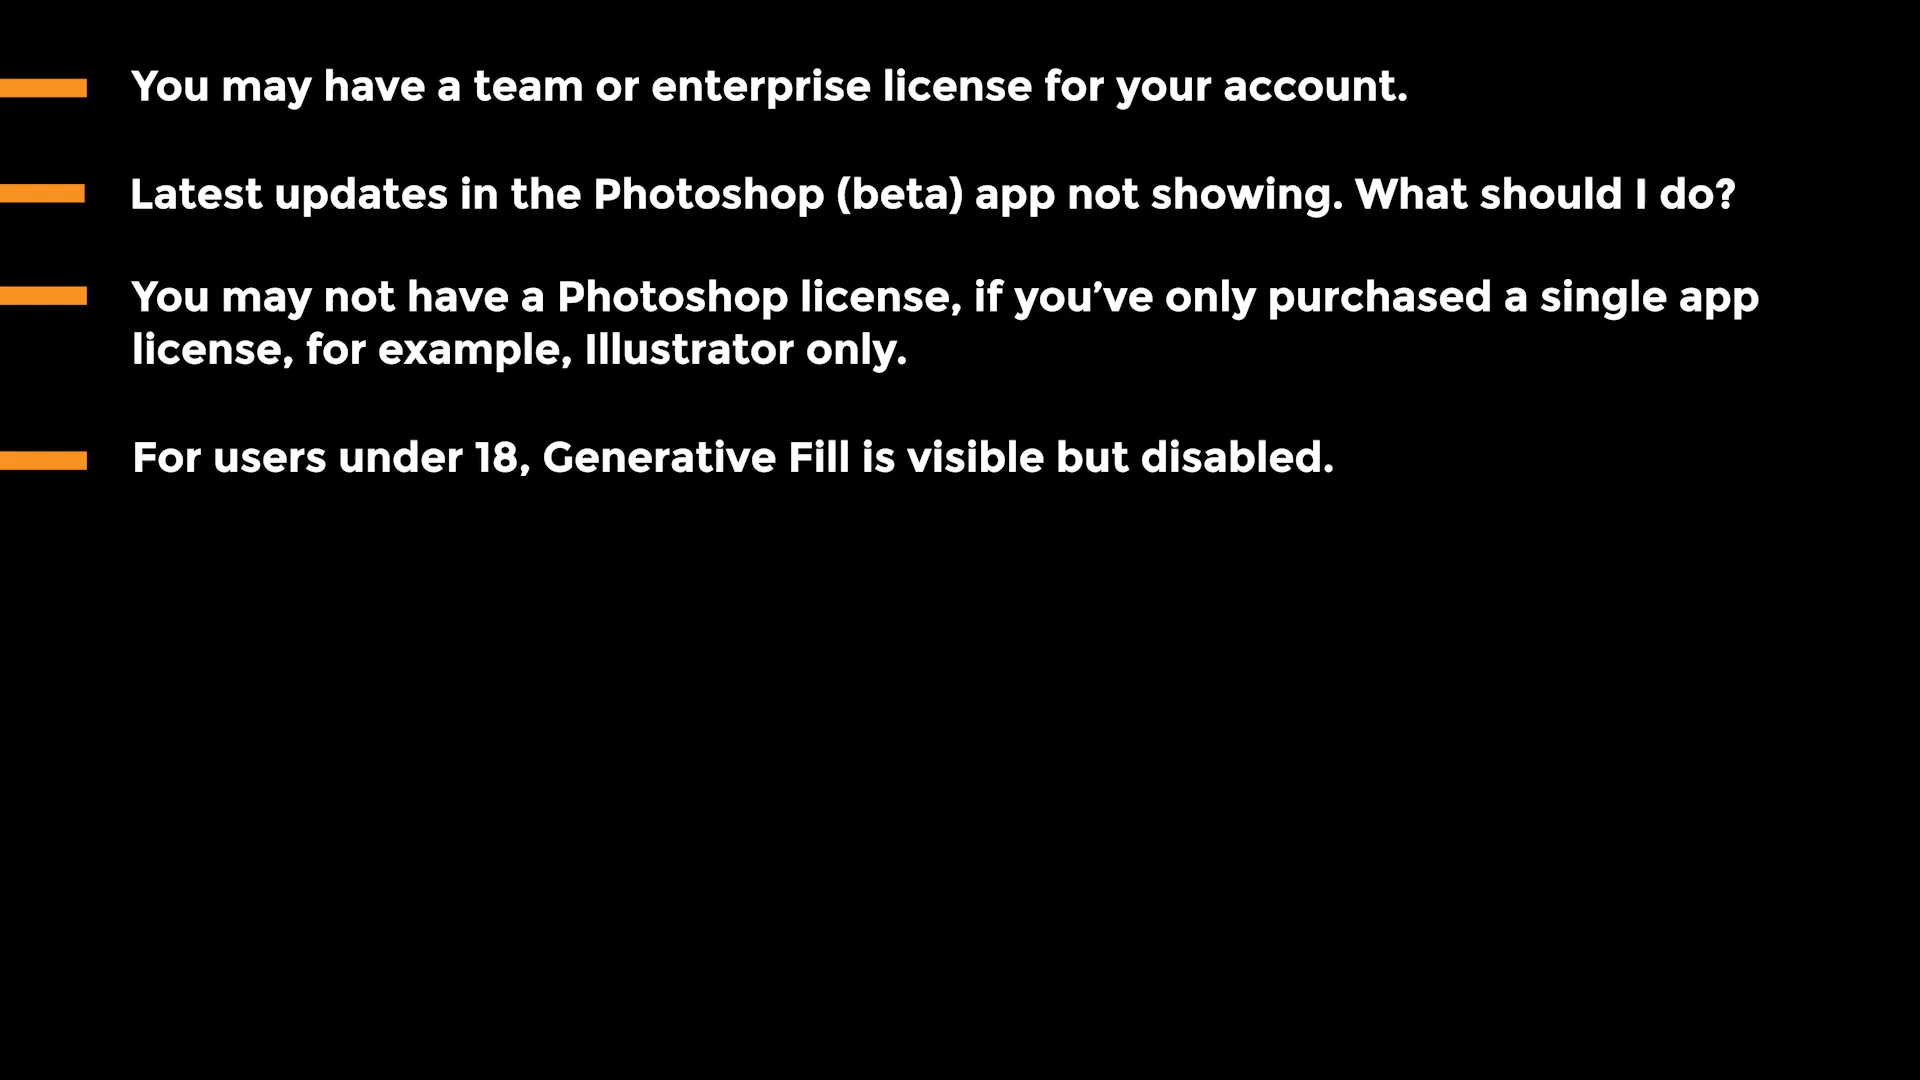 You may have a team or enterprise license for your account.
Latest updates in the Photoshop (beta) app not showing. What should I do?
You may not have a Photoshop license, if you’ve only purchased a single app
license, for example, Illustrator only.
For users under 18, Generative Fill is visible but disabled.